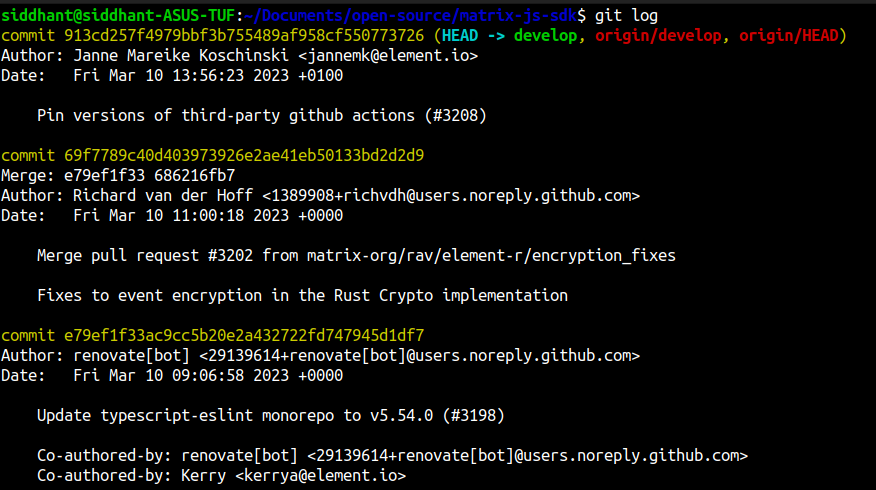 siddhant@siddhant-ASUS-TUF:~/Documents/open-source/matrix-js-sdk$ git log
commit 913cd257f4979bbf3b755489af958cf550773726 (HEAD -> develop, origin/develop, origin/HEAD)
Author: Janne Mareike Koschinski <jannemk@element.io>
Date:   Fri Mar 10 13:56:23 2023 +0100
    Pin versions of third-party github actions (#3208)
commit 69f7789c40d403973926e2ae41eb50133bd2d2d9
Merge: e79ef1f33 686216fb7
Author: Richard van der Hoff <1389908+richvdh@users.noreply.github.com>
Date:   Fri Mar 10 11:00:18 2023 +0000
    Merge pull request #3202 from matrix-org/rav/element-r/encryption_fixes
    Fixes to event encryption in the Rust Crypto implementation
commit e79ef1f33ac9cc5b20e2a432722fd747945d1df7
Author: renovate[bot] <29139614+renovate[bot]@users.noreply.github.com>
Date:   Fri Mar 10 09:06:58 2023 +0000
    Update typescript-eslint monorepo to v5.54.0 (#3198)
    Co-authored-by: renovate[bot] <29139614+renovate[bot]@users.noreply.github.com>
    Co-authored-by: Kerry <kerrya@element.io>